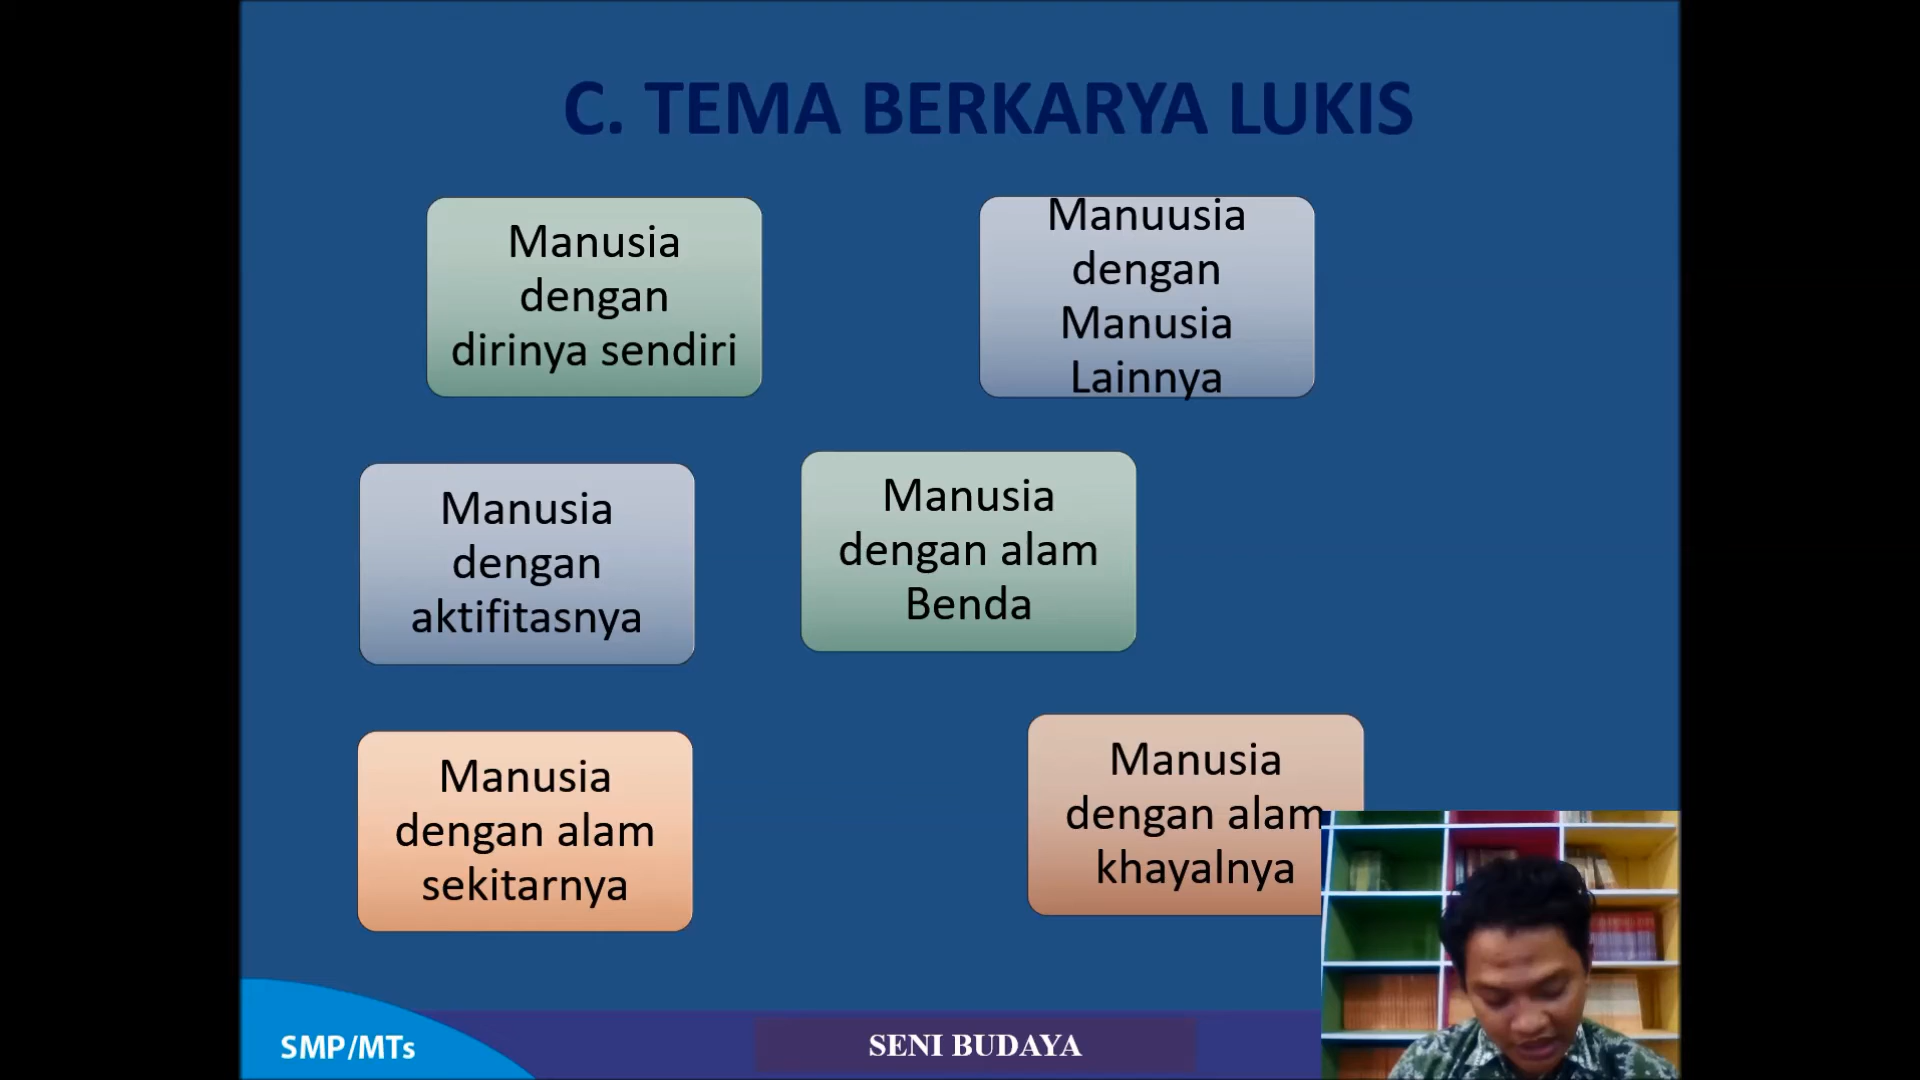 C. TEMA BERKARYA LUKIS
Manusia
dengan
dirinya sendiri
Manuusia
dengan
Manusia
Lainnya
Manusia
dengan
aktifitasnya
Manusia
dengan alam
Benda
Manusia
dengan alam
sekitarnya
Manusia
dengan alam
khayalnya
SMP/MTs
SENI BUDAYA